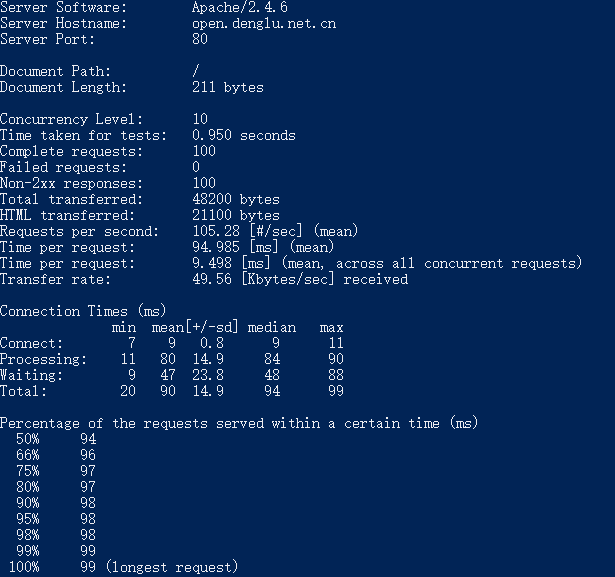 Server Software:        Apache/2.4.6
Server Hostname:        open.denglu.net.cn
Server Port:            80

Document Path:          /
Document Length:        211 bytes

Concurrency Level:      10
Time taken for tests:   0.950 seconds
Complete requests:      100
Failed requests:        0
Non-2xx responses:      100
Total transferred:      48200 bytes
HTML transferred:       21100 bytes
Requests per second:    105.28 [#/sec] (mean)
Time per request:       94.985 [ms] (mean)
Time per request:       9.498 [ms] (mean, across all concurrent requests)
Transfer rate:          49.56 [Kbytes/sec] received

Connection Times (ms)
              min  mean[+/-sd] median   max
Connect:        7    9   0.8      9      11
Processing:    11   80  14.9     84      90
Waiting:        9   47  23.8     48      88
Total:         20   90  14.9     94      99

Percentage of the requests served within a certain time (ms)
  50%     94
  66%     96
  75%     97
  80%     97
  90%     98
  95%     98
  98%     98
  99%     99
 100%     99 (longest request)